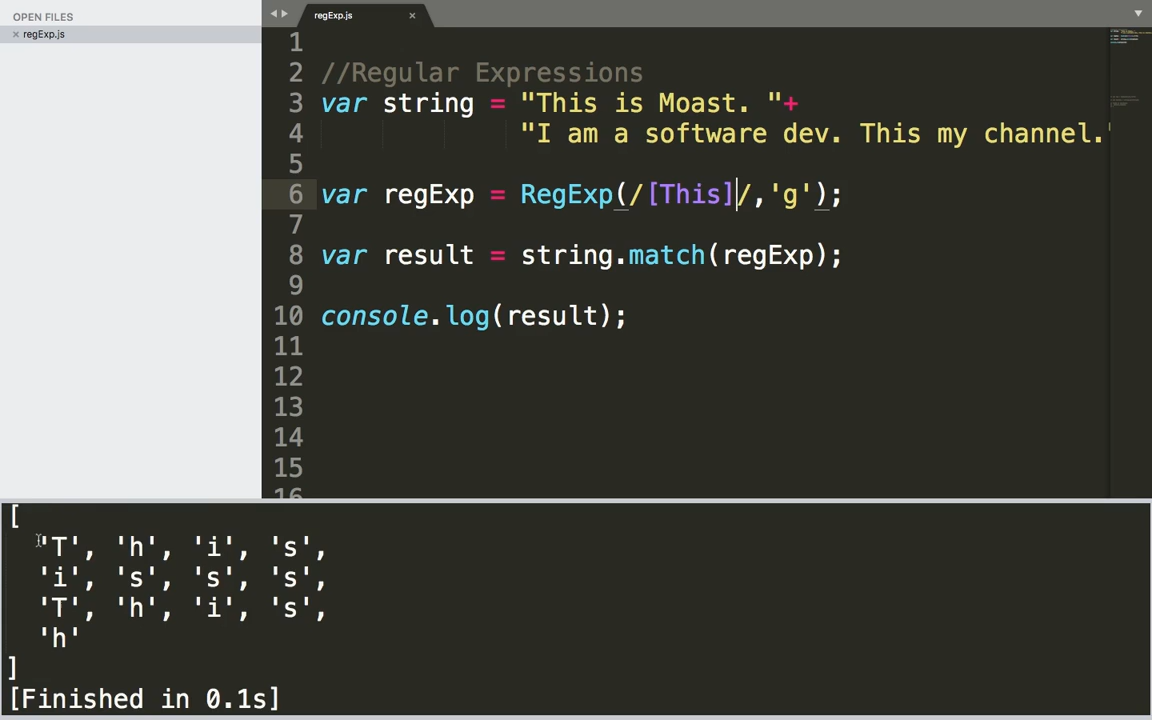 OPEN FILES
× regExp.js
regExp.js ×
1
2 //Regular Expressions
3 var string = "This is Moast. "+
4 "I am a software dev. This my channel."
5
6 var regExp = RegExp(/[This]/,'g');
7
8 var result = string.match(regExp);
9
10 console.log(result);
11
12
13
14
15
16
[
'T', 'h', 'i', 's',
'i', 's', 's', 's',
'T', 'h', 'i', 's',
'h'
]
[Finished in 0.1s]